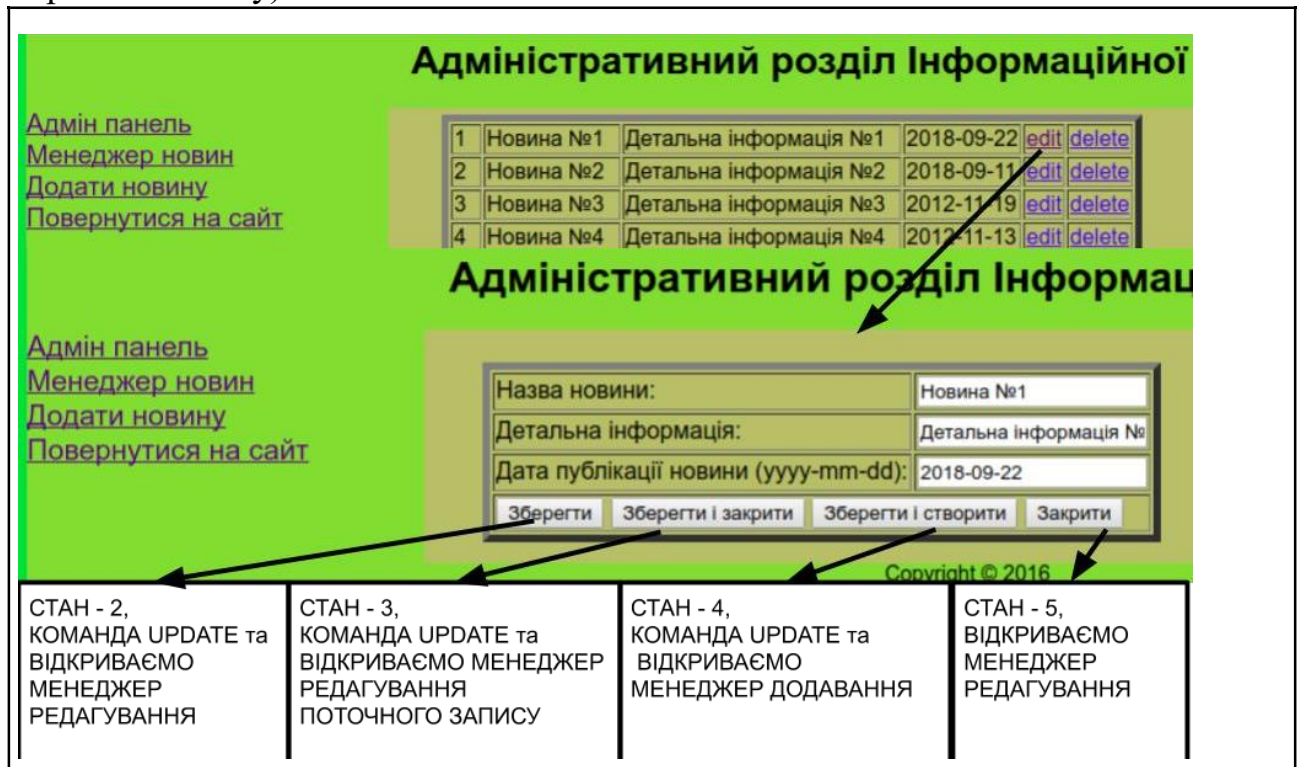 Адміністративний розділ Інформаційної
Адмін панель
Менеджер новин
Додати новину
Повернутися на сайт
1 Новина №1 Детальна інформація №1 2018-09-22 edit delete
2 Новина №2 Детальна інформація №2 2018-09-11 edit delete
3 Новина №3 Детальна інформація №3 2012-11-19 edit delete
4 Новина №4 Детальна інформація №4 2012-11-13 edit delete
Адміністративний розділ Інформац
Адмін панель
Менеджер новин
Додати новину
Повернутися на сайт
Назва новини: Новина №1
Детальна інформація: Детальна інформація №
Дата публікації новини (yyyy-mm-dd): 2018-09-22
Зберегти Зберегти і закрити Зберегти і створити Закрити
Copyright © 2016
СТАН - 2,
КОМАНДА UPDATE та
ВІДКРИВАЄМО
МЕНЕДЖЕР
РЕДАГУВАННЯ
СТАН - 3,
КОМАНДА UPDATE та
ВІДКРИВАЄМО МЕНЕДЖЕР
РЕДАГУВАННЯ
ПОТОЧНОГО ЗАПИСУ
СТАН - 4,
КОМАНДА UPDATE та
ВІДКРИВАЄМО
МЕНЕДЖЕР ДОДАВАННЯ
СТАН - 5,
ВІДКРИВАЄМО
МЕНЕДЖЕР
РЕДАГУВАННЯ